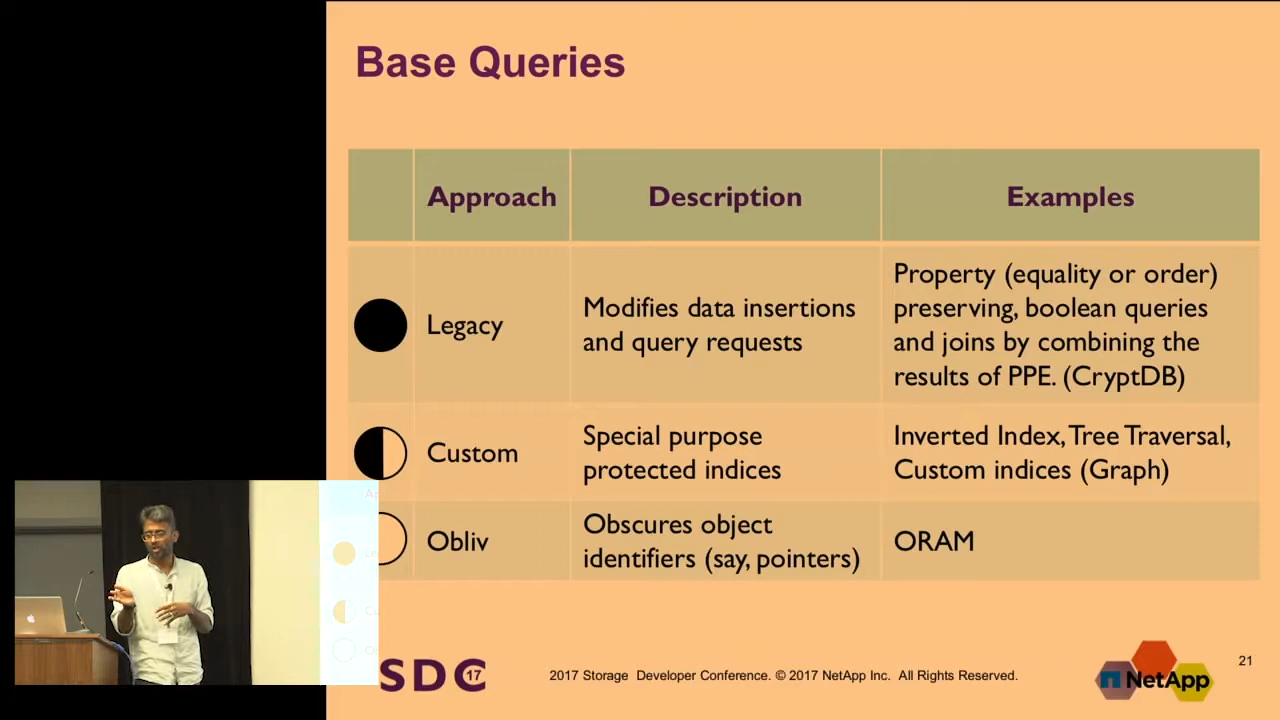 Base Queries
Approach
Description
Examples
Legacy
Modifies data insertions
and query requests
Property (equality or order)
preserving, boolean queries
and joins by combining the
results of PPE. (CryptDB)
Custom
Special purpose
protected indices
Inverted Index, Tree Traversal,
Custom indices (Graph)
Obliv
Obscures object
identifiers (say, pointers)
ORAM
SDC 17
2017 Storage Developer Conference. © 2017 NetApp Inc. All Rights Reserved.
NetApp
21